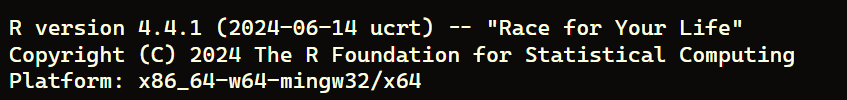 R version 4.4.1 (2024-06-14 ucrt) -- "Race for Your Life"
Copyright (C) 2024 The R Foundation for Statistical Computing
Platform: x86_64-w64-mingw32/x64